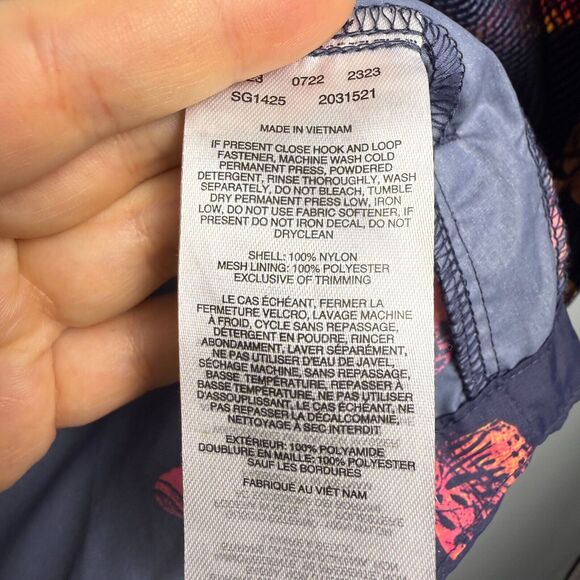 0722 2323
SG1425 2031521
MADE IN VIETNAM
IF PRESENT CLOSE HOOK AND LOOP
FASTENER, MACHINE WASH COLD
PERMANENT PRESS, POWDERED
DETERGENT, RINSE THOROUGHLY, WASH
SEPARATELY, DO NOT BLEACH, TUMBLE
DRY PERMANENT PRESS LOW, IRON
LOW, DO NOT USE FABRIC SOFTENER, IF
PRESENT DO NOT IRON DECAL, DO NOT
DRYCLEAN
SHELL: 100% NYLON
MESH LINING: 100% POLYESTER
EXCLUSIVE OF TRIMMING
LE CAS ÉCHÉANT, FERMER LA
FERMETURE VELCRO, LAVAGE MACHINE
À FROID, CYCLE SANS REPASSAGE,
DÉTERGENT EN POUDRE, RINCER
ABONDAMMENT, LAVER SÉPARÉMENT,
NE PAS UTILISER D'EAU DE JAVEL,
SÉCHAGE MACHINE, SANS REPASSAGE,
BASSE TEMPÉRATURE, REPASSER À
BASSE TEMPÉRATURE, NE PAS UTILISER
D'ASSOUPLISSANT. LE CAS ÉCHÉANT, NE
PAS REPASSER LA DÉCALCOMANIE,
NETTOYAGE À SEC INTERDIT
EXTÉRIEUR: 100% POLYAMIDE
DOUBLURE EN MAILLE: 100% POLYESTER
SAUF LES BORDURES
FABRIQUÉ AU VIÊT NAM